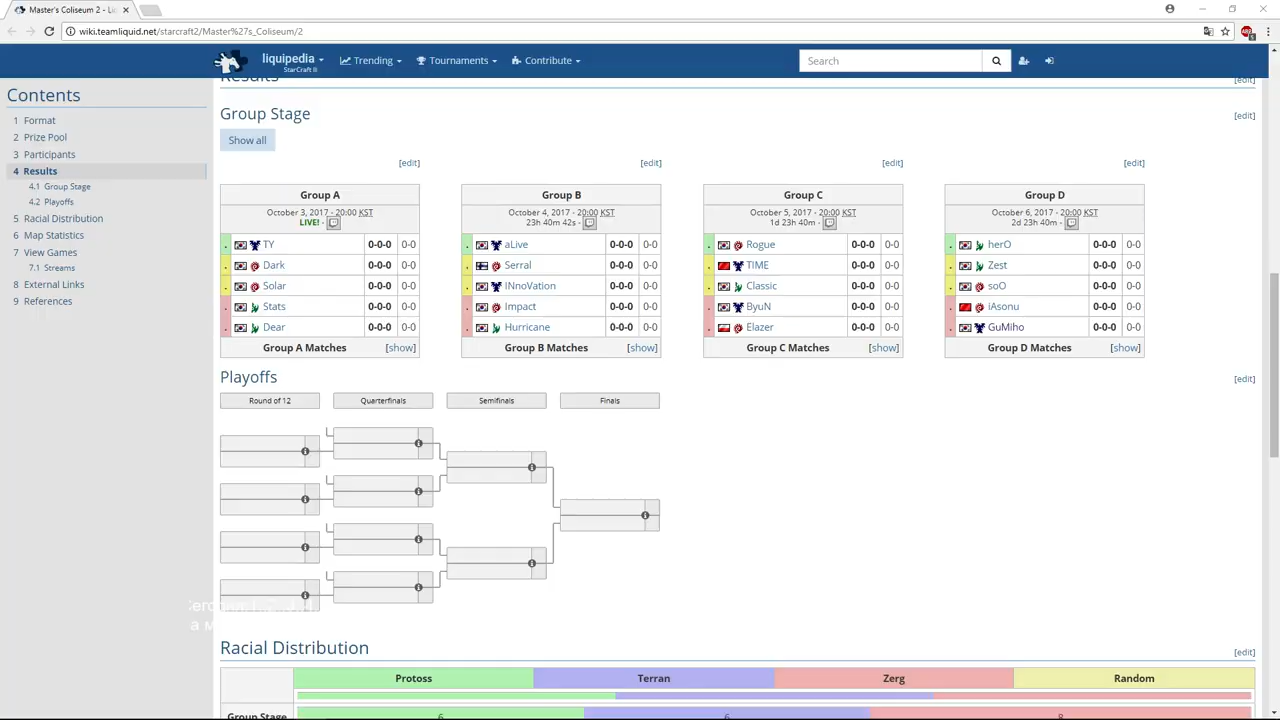 Master's Coliseum 2 - Li
wiki.teamliquid.net/starcraft2/Master%27s_Coliseum/2
liquipedia
StarCraft II
Trending
Tournaments
Contribute
Search
Contents
1 Format
2 Prize Pool
3 Participants
4 Results
4.1 Group Stage
4.2 Playoffs
5 Racial Distribution
6 Map Statistics
7 View Games
7.1 Streams
8 External Links
9 References
Results [edit]
Group Stage [edit]
Show all
[edit] [edit] [edit] [edit]
Group A
October 3, 2017 - 20:00 KST
LIVE! -
TY 0-0-0 0-0
Dark 0-0-0 0-0
Solar 0-0-0 0-0
Stats 0-0-0 0-0
Dear 0-0-0 0-0
Group A Matches [show]
Group B
October 4, 2017 - 20:00 KST
23h 40m 42s -
aLive 0-0-0 0-0
Serral 0-0-0 0-0
INnoVation 0-0-0 0-0
Impact 0-0-0 0-0
Hurricane 0-0-0 0-0
Group B Matches [show]
Group C
October 5, 2017 - 20:00 KST
1d 23h 40m -
Rogue 0-0-0 0-0
TIME 0-0-0 0-0
Classic 0-0-0 0-0
ByuN 0-0-0 0-0
Elazer 0-0-0 0-0
Group C Matches [show]
Group D
October 6, 2017 - 20:00 KST
2d 23h 40m -
herO 0-0-0 0-0
Zest 0-0-0 0-0
soO 0-0-0 0-0
iAsonu 0-0-0 0-0
GuMiho 0-0-0 0-0
Group D Matches [show]
Playoffs [edit]
Round of 12 Quarterfinals Semifinals Finals
Racial Distribution [edit]
Protoss Terran Zerg Random
Group Stage 6 6 8